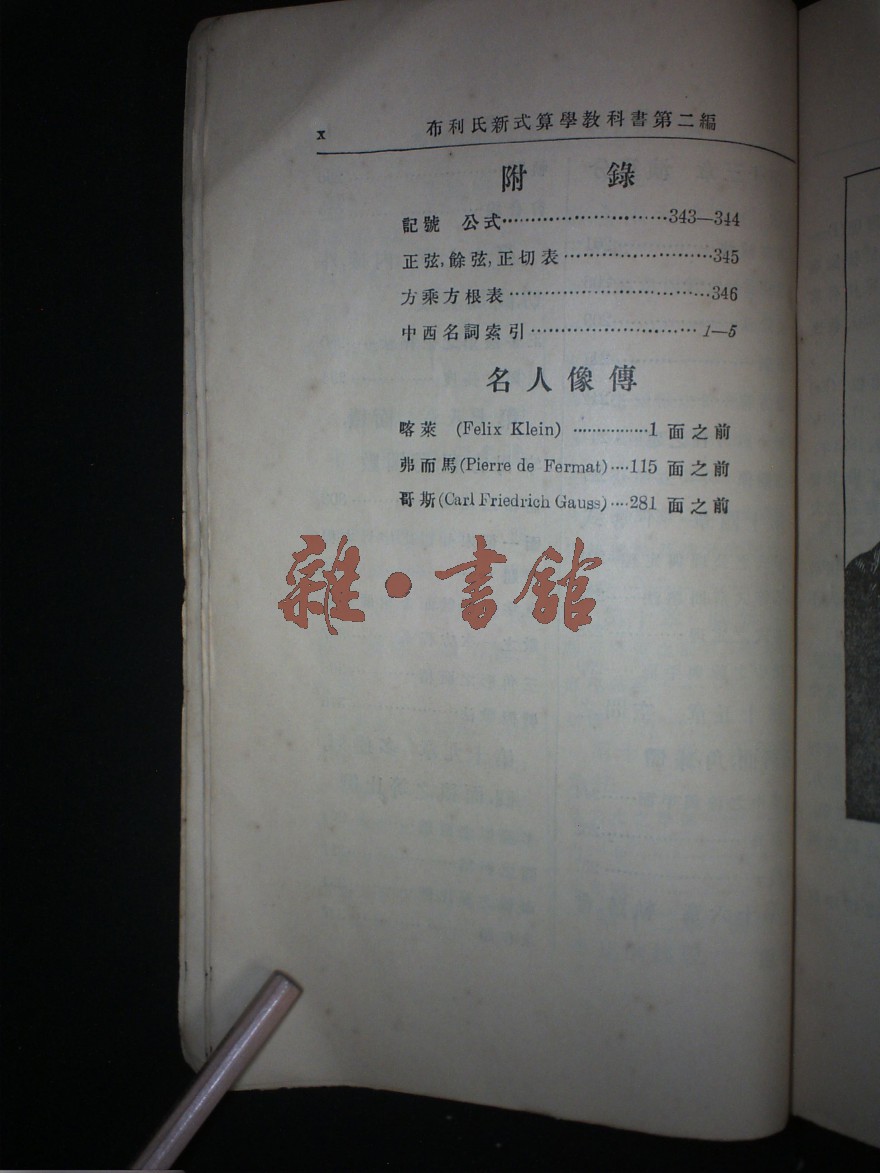 x 布利氏新式算學教科書第二編
附 錄
記號 公式······························343—344
正弦,餘弦,正切表························345
方乘方根表································346
中西名詞索引···························1—5
名人像傳
喀萊 (Felix Klein) ···············1 面之前
弗而馬(Pierre de Fermat)····115 面之前
哥斯(Carl Friedrich Gauss)····281 面之前
雜·書館